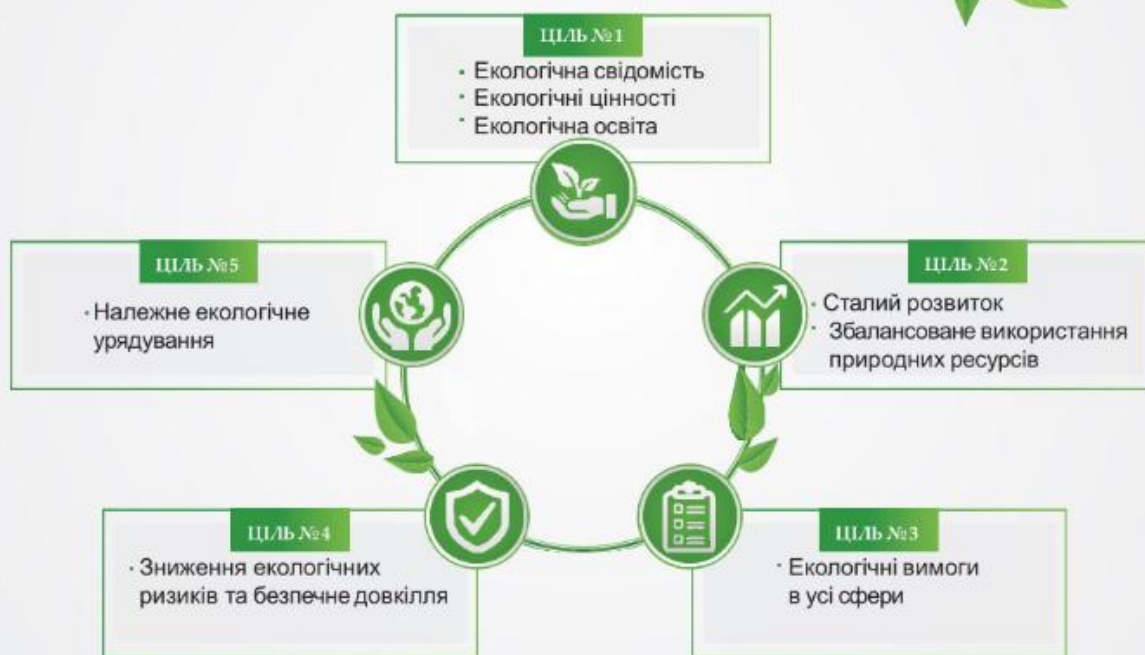 ЦІЛЬ №1
• Екологічна свідомість
• Екологічні цінності
• Екологічна освіта
ЦІЛЬ №5
• Належне екологічне
урядування
ЦІЛЬ №2
• Сталий розвиток
• Збалансоване використання
природних ресурсів
ЦІЛЬ №4
• Зниження екологічних
ризиків та безпечне довкілля
ЦІЛЬ №3
• Екологічні вимоги
в усі сфери